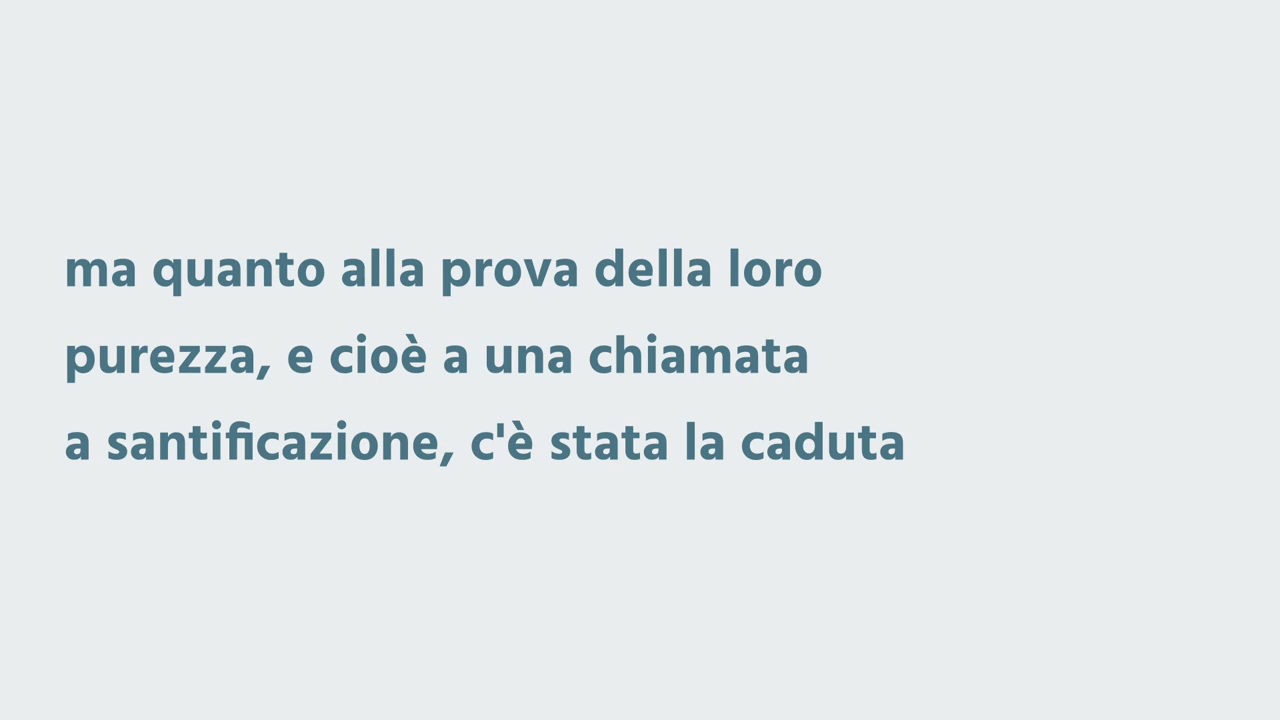 ma quanto alla prova della loro
purezza, e cioè a una chiamata
a santificazione, c'è stata la caduta